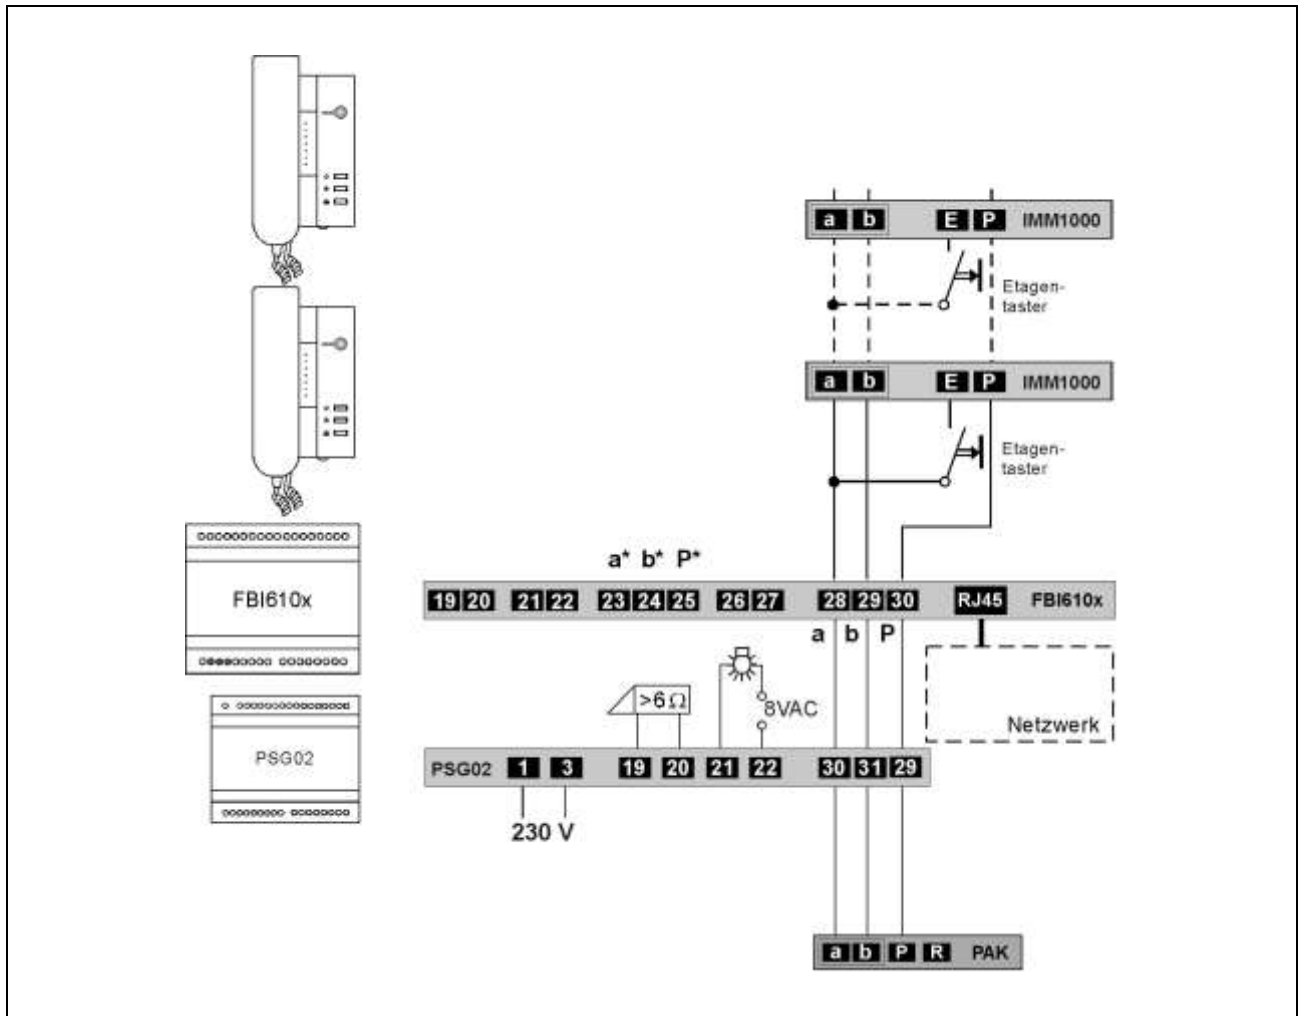 a b E P IMM1000
Etagen-
taster
a b E P IMM1000
Etagen-
taster
FBI610x
a* b* P*
19 20 21 22 23 24 25 26 27 28 29 30 RJ45 FBI610x
a b P
>6 Ω
8VAC
Netzwerk
PSG02
PSG02 1 3 19 20 21 22 30 31 29
230 V
a b P R PAK